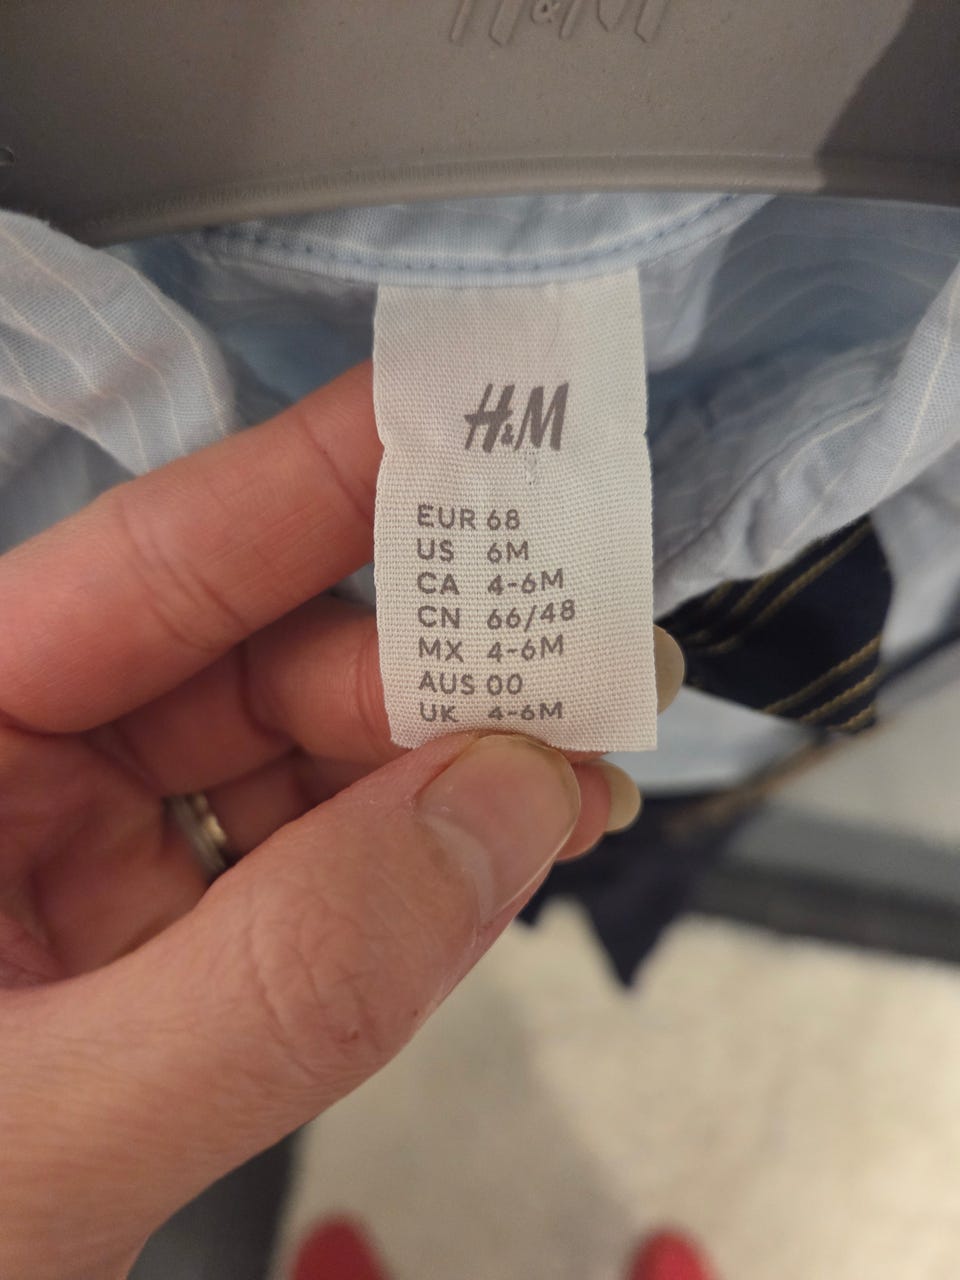 H&M
H&M
EUR 68
US 6M
CA 4-6M
CN 66/48
MX 4-6M
AUS 00
UK 4-6M